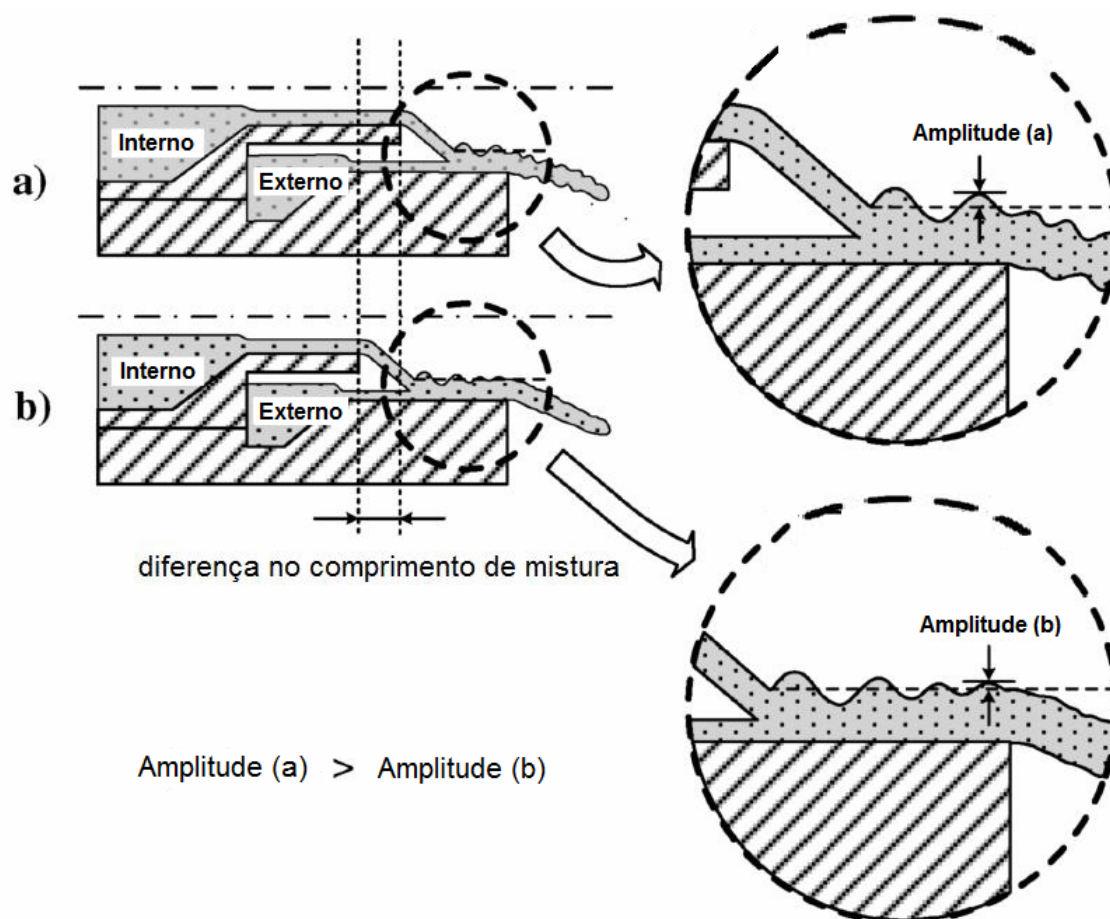 Interno
Amplitude (a)
a)
Externo
Interno
b)
Externo
diferença no comprimento de mistura
Amplitude (b)
Amplitude (a) > Amplitude (b)